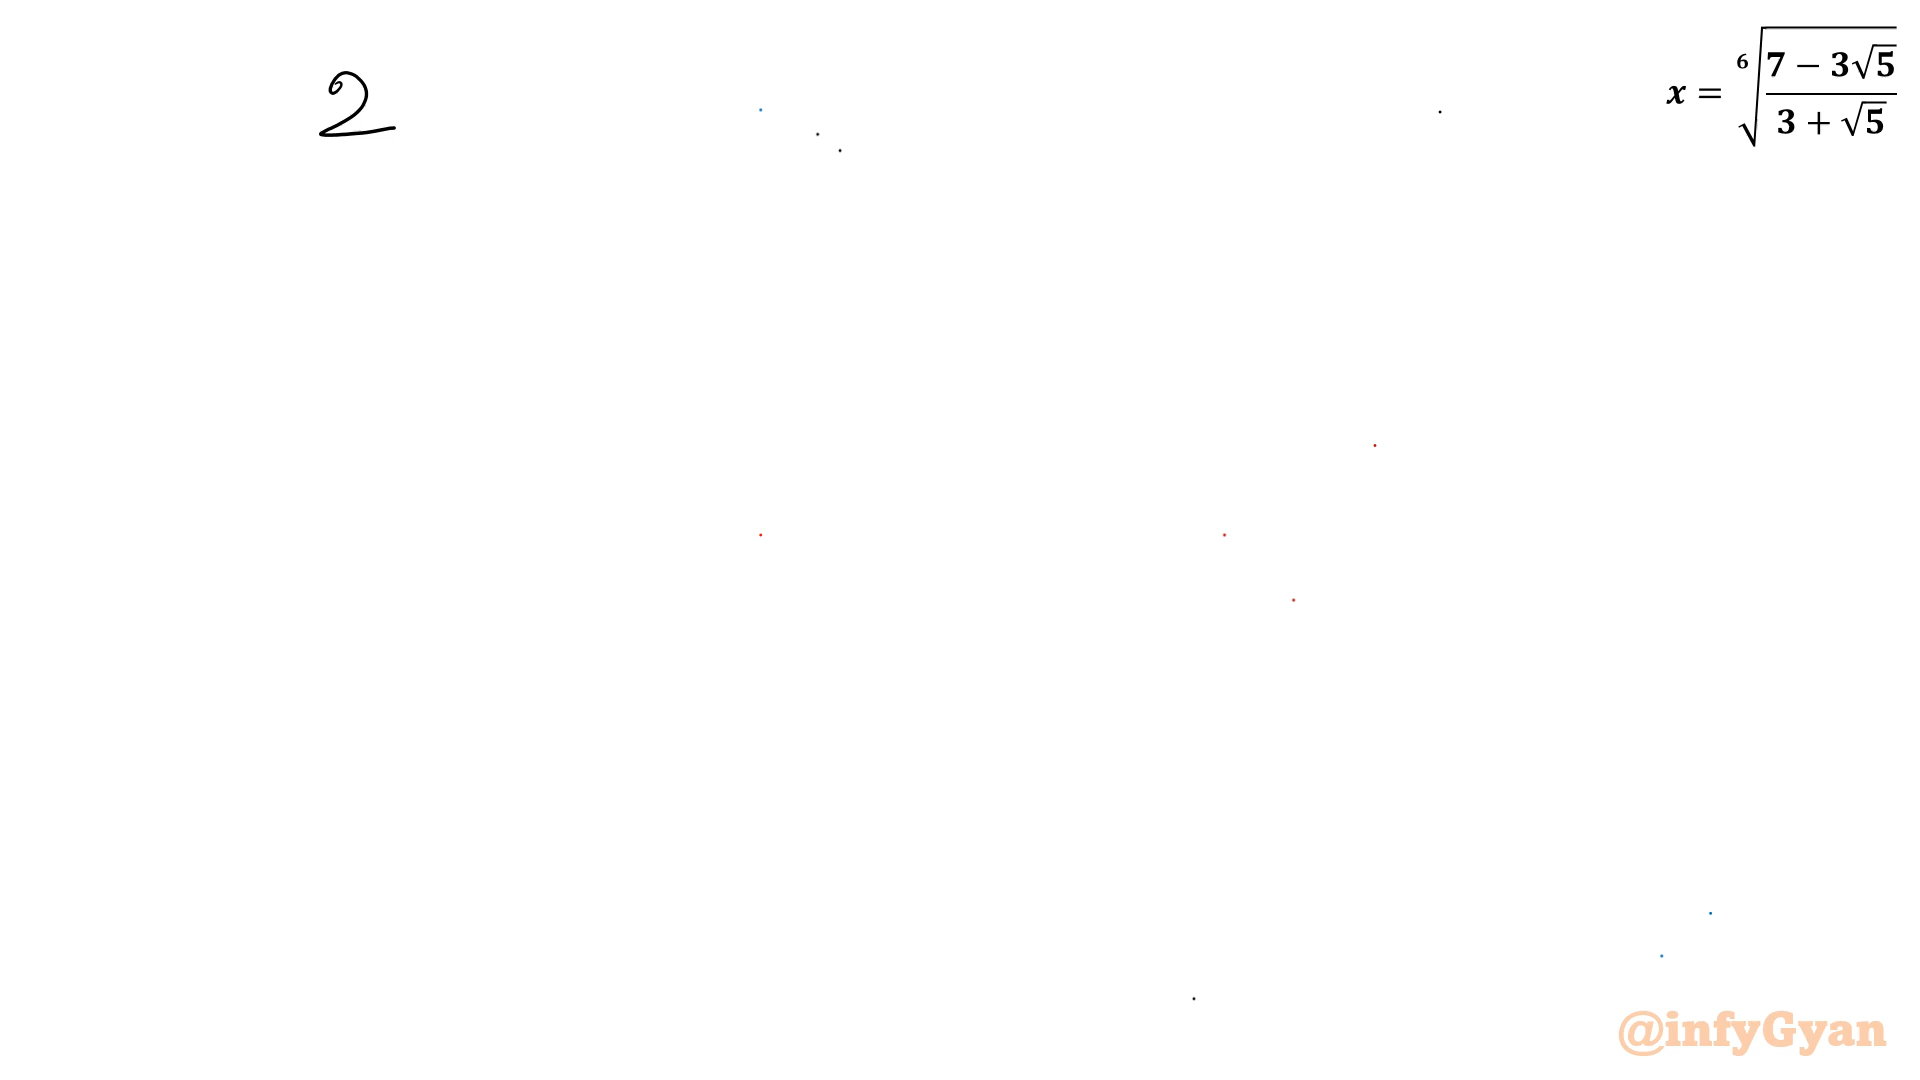 2
x = ⁶√((7 − 3√5)/(3 + √5))
@infyGyan